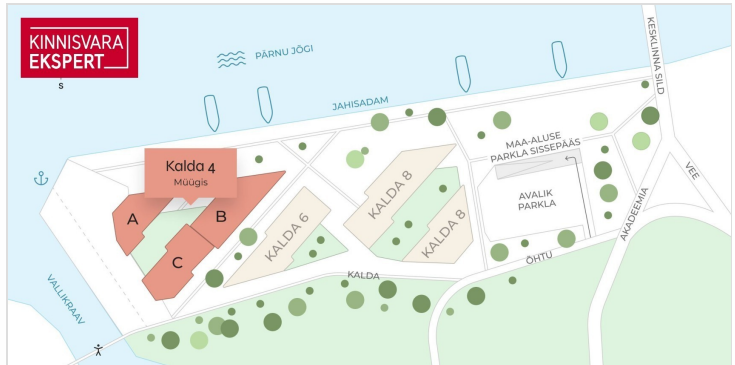 KINNISVARA
EKSPERT
S
PÄRNU JÕGI
KESKLINNA SILD
JAHISADAM
MAA-ALUSE
PARKLA SISSEPÄÄS
VEE
Kalda 4
Müügis
KALDA 8
AVALIK
PARKLA
A
B
KALDA 6
KALDA 8
AKADEEMIA
C
ÕHTU
KALDA
VALLIKRAAV